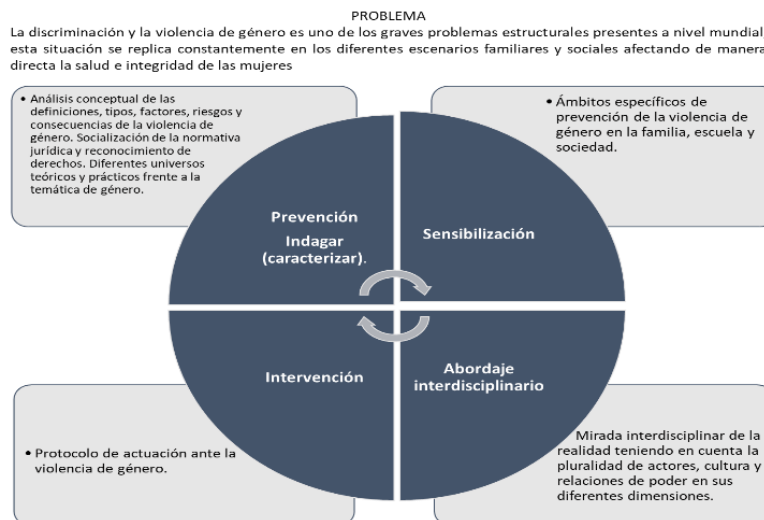 PROBLEMA
La discriminación y la violencia de género es uno de los graves problemas estructurales presentes a nivel mundial,
esta situación se replica constantemente en los diferentes escenarios familiares y sociales afectando de manera
directa la salud e integridad de las mujeres
• Análisis conceptual de las
definiciones, tipos, factores, riesgos y
consecuencias de la violencia de
género. Socialización de la normativa
jurídica y reconocimiento de
derechos. Diferentes universos
teóricos y prácticos frente a la
temática de género.
• Ámbitos específicos de
prevención de la violencia de
género en la familia, escuela y
sociedad.
Prevención
Indagar
(caracterizar).
Sensibilización
Intervención
Abordaje
interdisciplinario
• Protocolo de actuación ante la
violencia de género.
Mirada interdisciplinar de la
• realidad teniendo en cuenta la
pluralidad de actores, cultura y
relaciones de poder en sus
diferentes dimensiones.